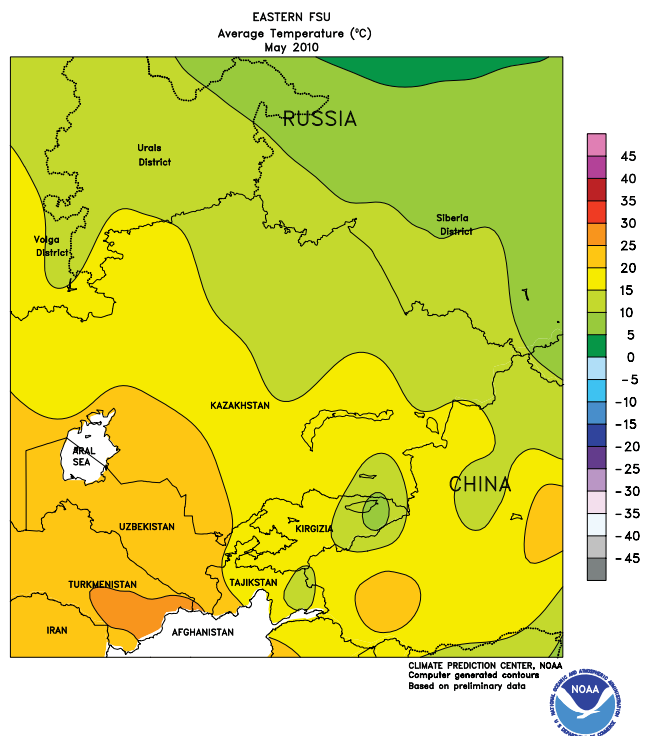 EASTERN FSU
Average Temperature (°C)
May 2010
RUSSIA
Urals
District
Siberia
District
Volga
District
KAZAKHSTAN
ARAL
SEA
CHINA
UZBEKISTAN
KIRGIZIA
TURKMENISTAN
TAJIKSTAN
IRAN
AFGHANISTAN
45
40
35
30
25
20
15
10
5
0
-5
-10
-15
-20
-25
-30
-35
-40
-45
CLIMATE PREDICTION CENTER, NOAA
Computer generated contours
Based on preliminary data
NOAA